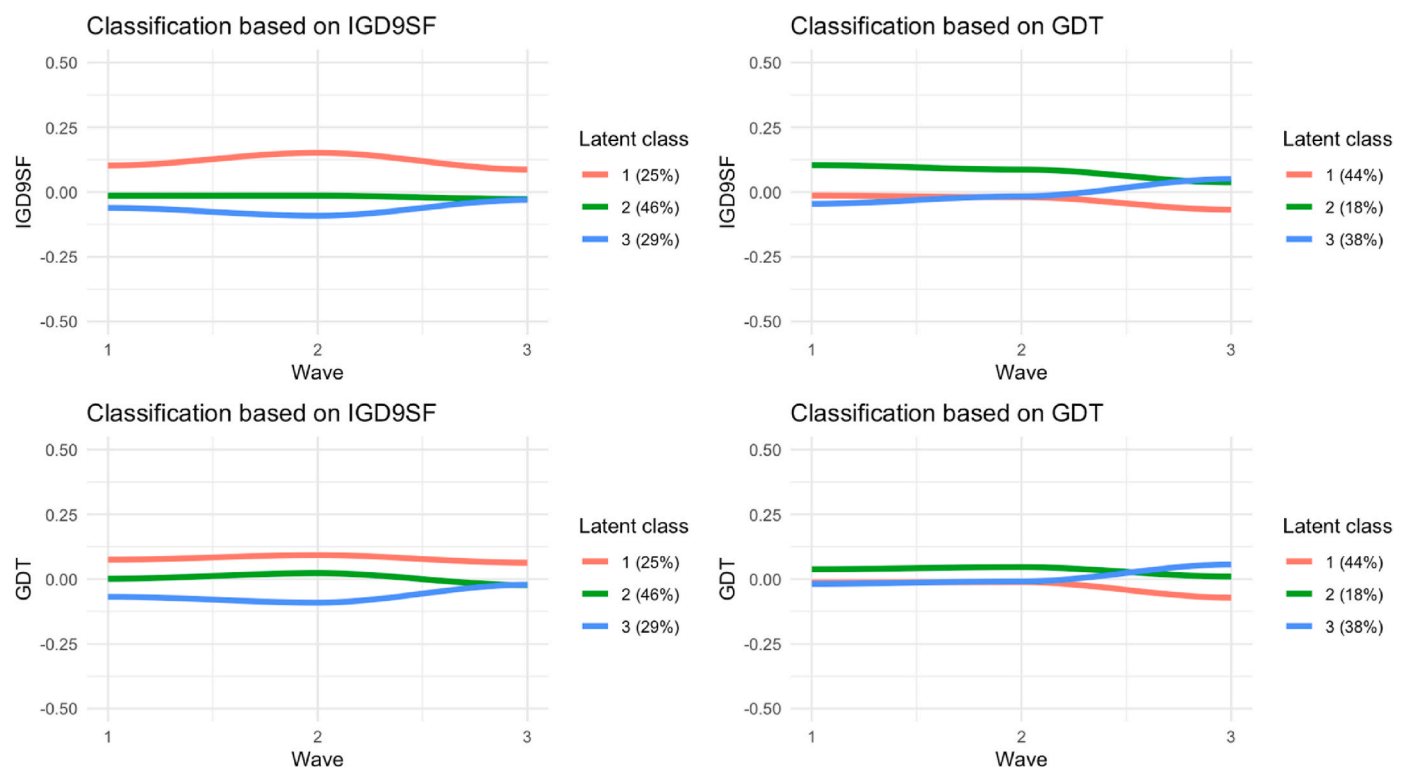 Classification based on IGD9SF
0.50
0.25
0.00
-0.25
-0.50
IGD9SF
1 2 3
Wave
Latent class
1 (25%)
2 (46%)
3 (29%)
Classification based on GDT
0.50
0.25
0.00
-0.25
-0.50
IGD9SF
1 2 3
Wave
Latent class
1 (44%)
2 (18%)
3 (38%)
Classification based on IGD9SF
0.50
0.25
0.00
-0.25
-0.50
GDT
1 2 3
Wave
Latent class
1 (25%)
2 (46%)
3 (29%)
Classification based on GDT
0.50
0.25
0.00
-0.25
-0.50
GDT
1 2 3
Wave
Latent class
1 (44%)
2 (18%)
3 (38%)